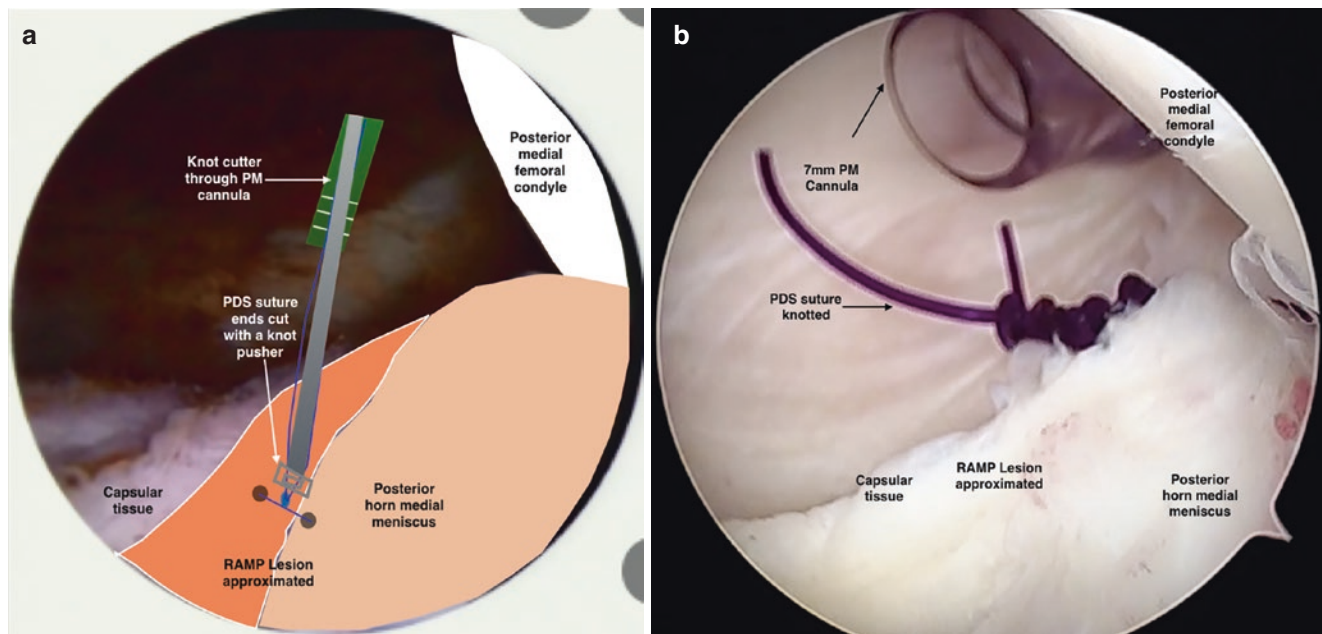 a
Posterior
medial
femoral
condyle
Knot cutter
through PM
cannula
PDS suture
ends cut
with a knot
pusher
Capsular
tissue
Posterior
horn medial
meniscus
RAMP Lesion
approximated
b
Posterior
medial
femoral
condyle
7mm PM
Cannula
PDS suture
knotted
Capsular
tissue
RAMP Lesion
approximated
Posterior
horn medial
meniscus